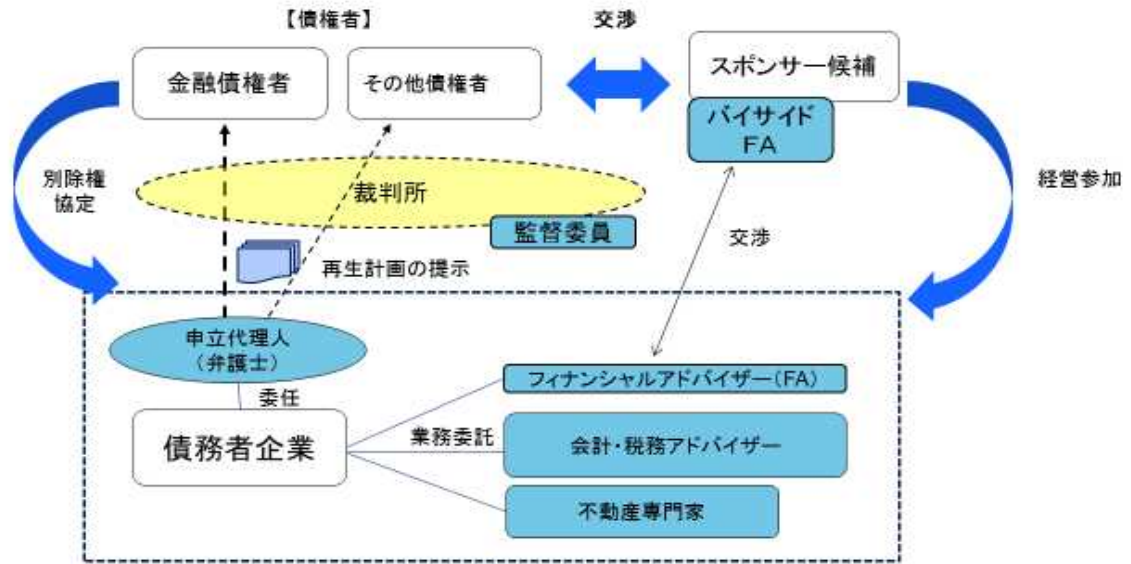 【債権者】
交渉
金融債権者
その他債権者
スポンサー候補
バイサイド
FA
別除権
協定
裁判所
監督委員
経営参加
交渉
再生計画の提示
申立代理人
（弁護士）
委任
フィナンシャルアドバイザー（FA）
債務者企業
業務委託
会計・税務アドバイザー
不動産専門家